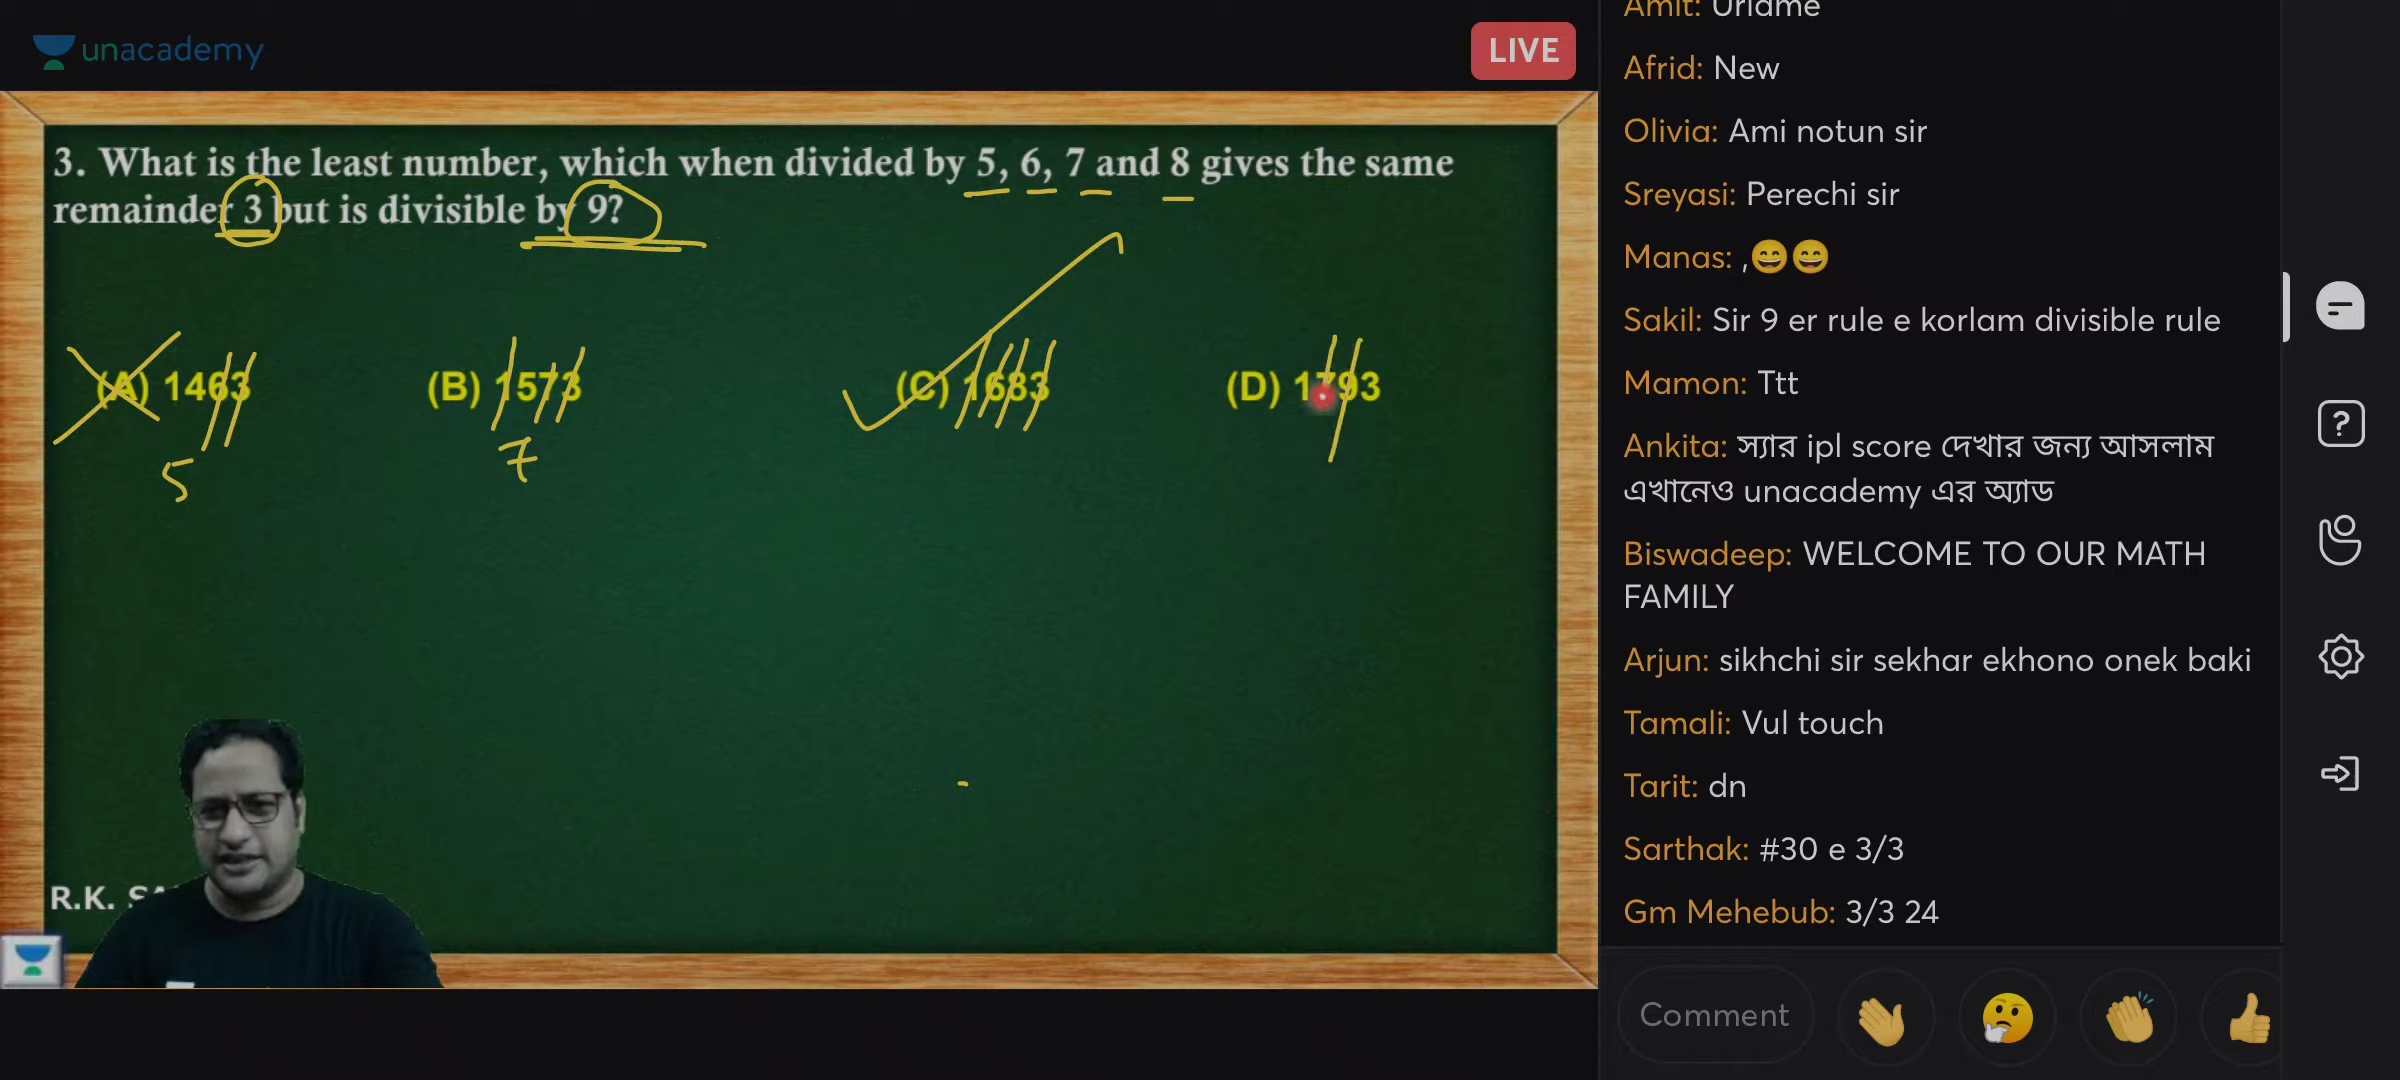 unacademy
LIVE
3. What is the least number, which when divided by 5, 6, 7 and 8 gives the same
remainder 3 but is divisible by 9?
(A) 1463
(B) 1573
(C) 1683
(D) 1793
5
7
R.K.
Amit: Uridme
Afrid: New
Olivia: Ami notun sir
Sreyasi: Perechi sir
Manas: ,😄😄
Sakil: Sir 9 er rule e korlam divisible rule
Mamon: Ttt
Ankita: স্যার ipl score দেখার জন্য আসলাম
এখানেও unacademy এর অ্যাড
Biswadeep: WELCOME TO OUR MATH
FAMILY
Arjun: sikhchi sir sekhar ekhono onek baki
Tamali: Vul touch
Tarit: dn
Sarthak: #30 e 3/3
Gm Mehebub: 3/3 24
Comment